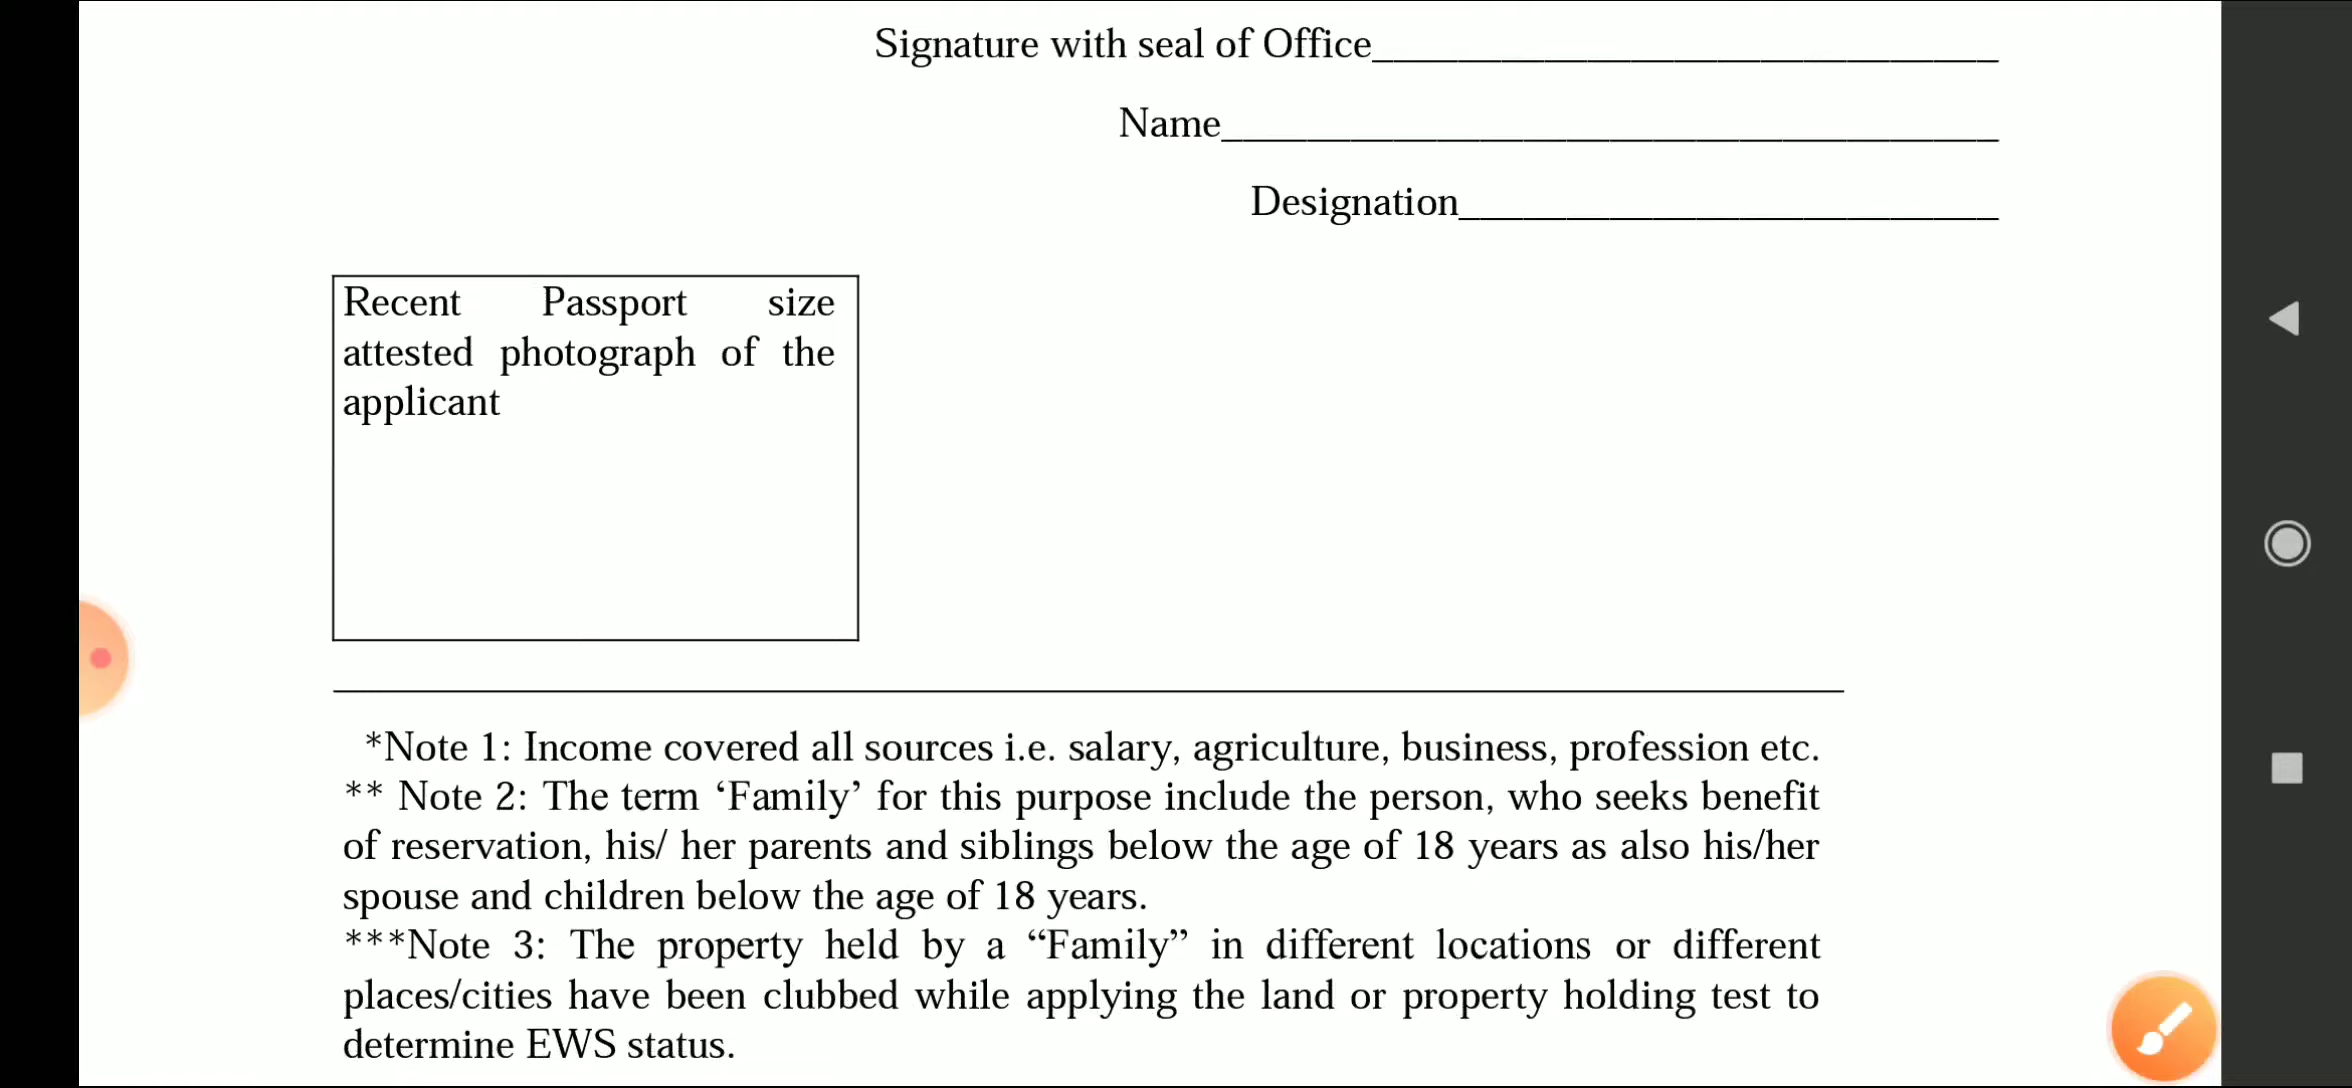 Signature with seal of Office_____________________________
Name____________________________________
Designation_________________________
Recent Passport size
attested photograph of the
applicant
*Note 1: Income covered all sources i.e. salary, agriculture, business, profession etc.
** Note 2: The term ‘Family’ for this purpose include the person, who seeks benefit
of reservation, his/ her parents and siblings below the age of 18 years as also his/her
spouse and children below the age of 18 years.
***Note 3: The property held by a “Family” in different locations or different
places/cities have been clubbed while applying the land or property holding test to
determine EWS status.